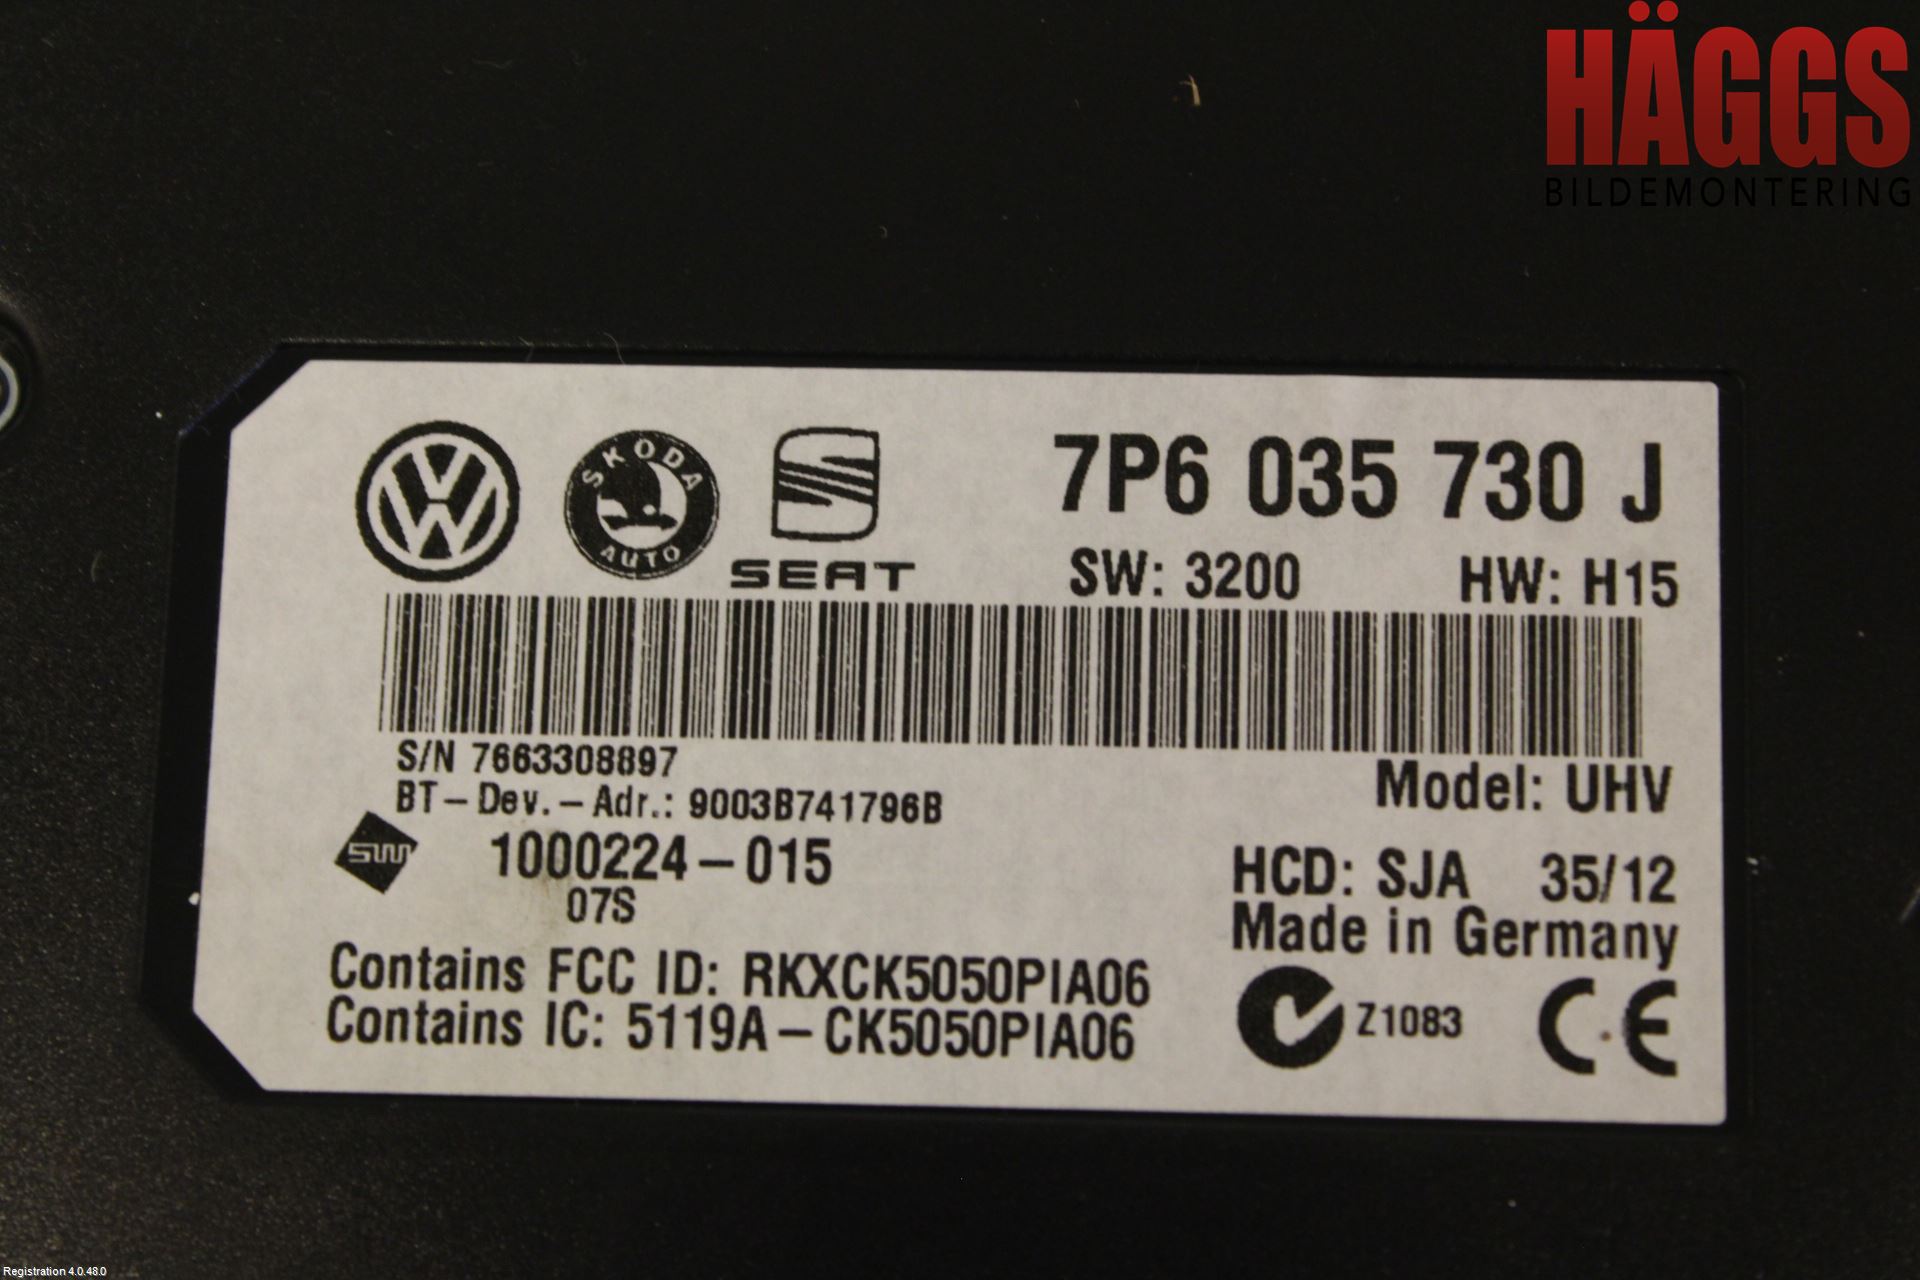 HÄGGS
BILDEMONTERING
SKODA
AUTO
SEAT
7P6 035 730 J
SW: 3200 HW: H15
S/N 7663308897
BT-Dev.-Adr.: 9003B741796B
Model: UHV
SW 1000224-015
07S
HCD: SJA 35/12
Made in Germany
Contains FCC ID: RKXCK5050PIA06
Contains IC: 5119A-CK5050PIA06
Z1083 CE
Registration 4.0.48.0